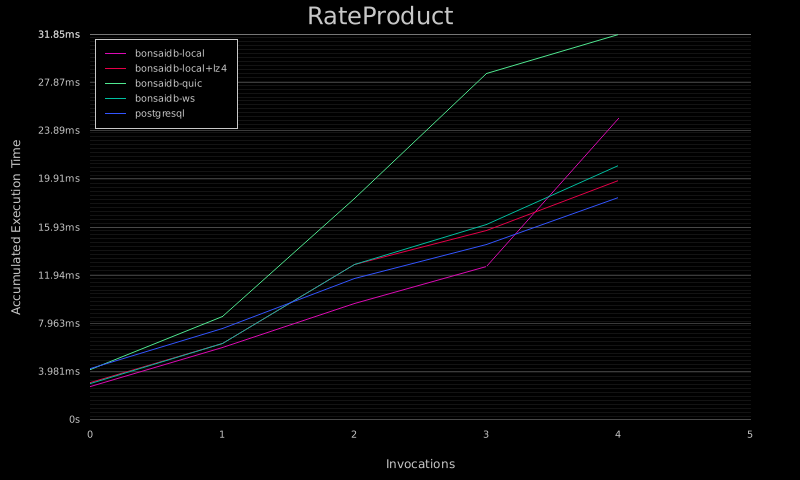 RateProduct
31.85ms
27.87ms
23.89ms
19.91ms
15.93ms
11.94ms
7.963ms
3.981ms
0s
bonsaidb-local
bonsaidb-local+lz4
bonsaidb-quic
bonsaidb-ws
postgresql
Accumulated Execution Time
0 1 2 3 4 5
Invocations